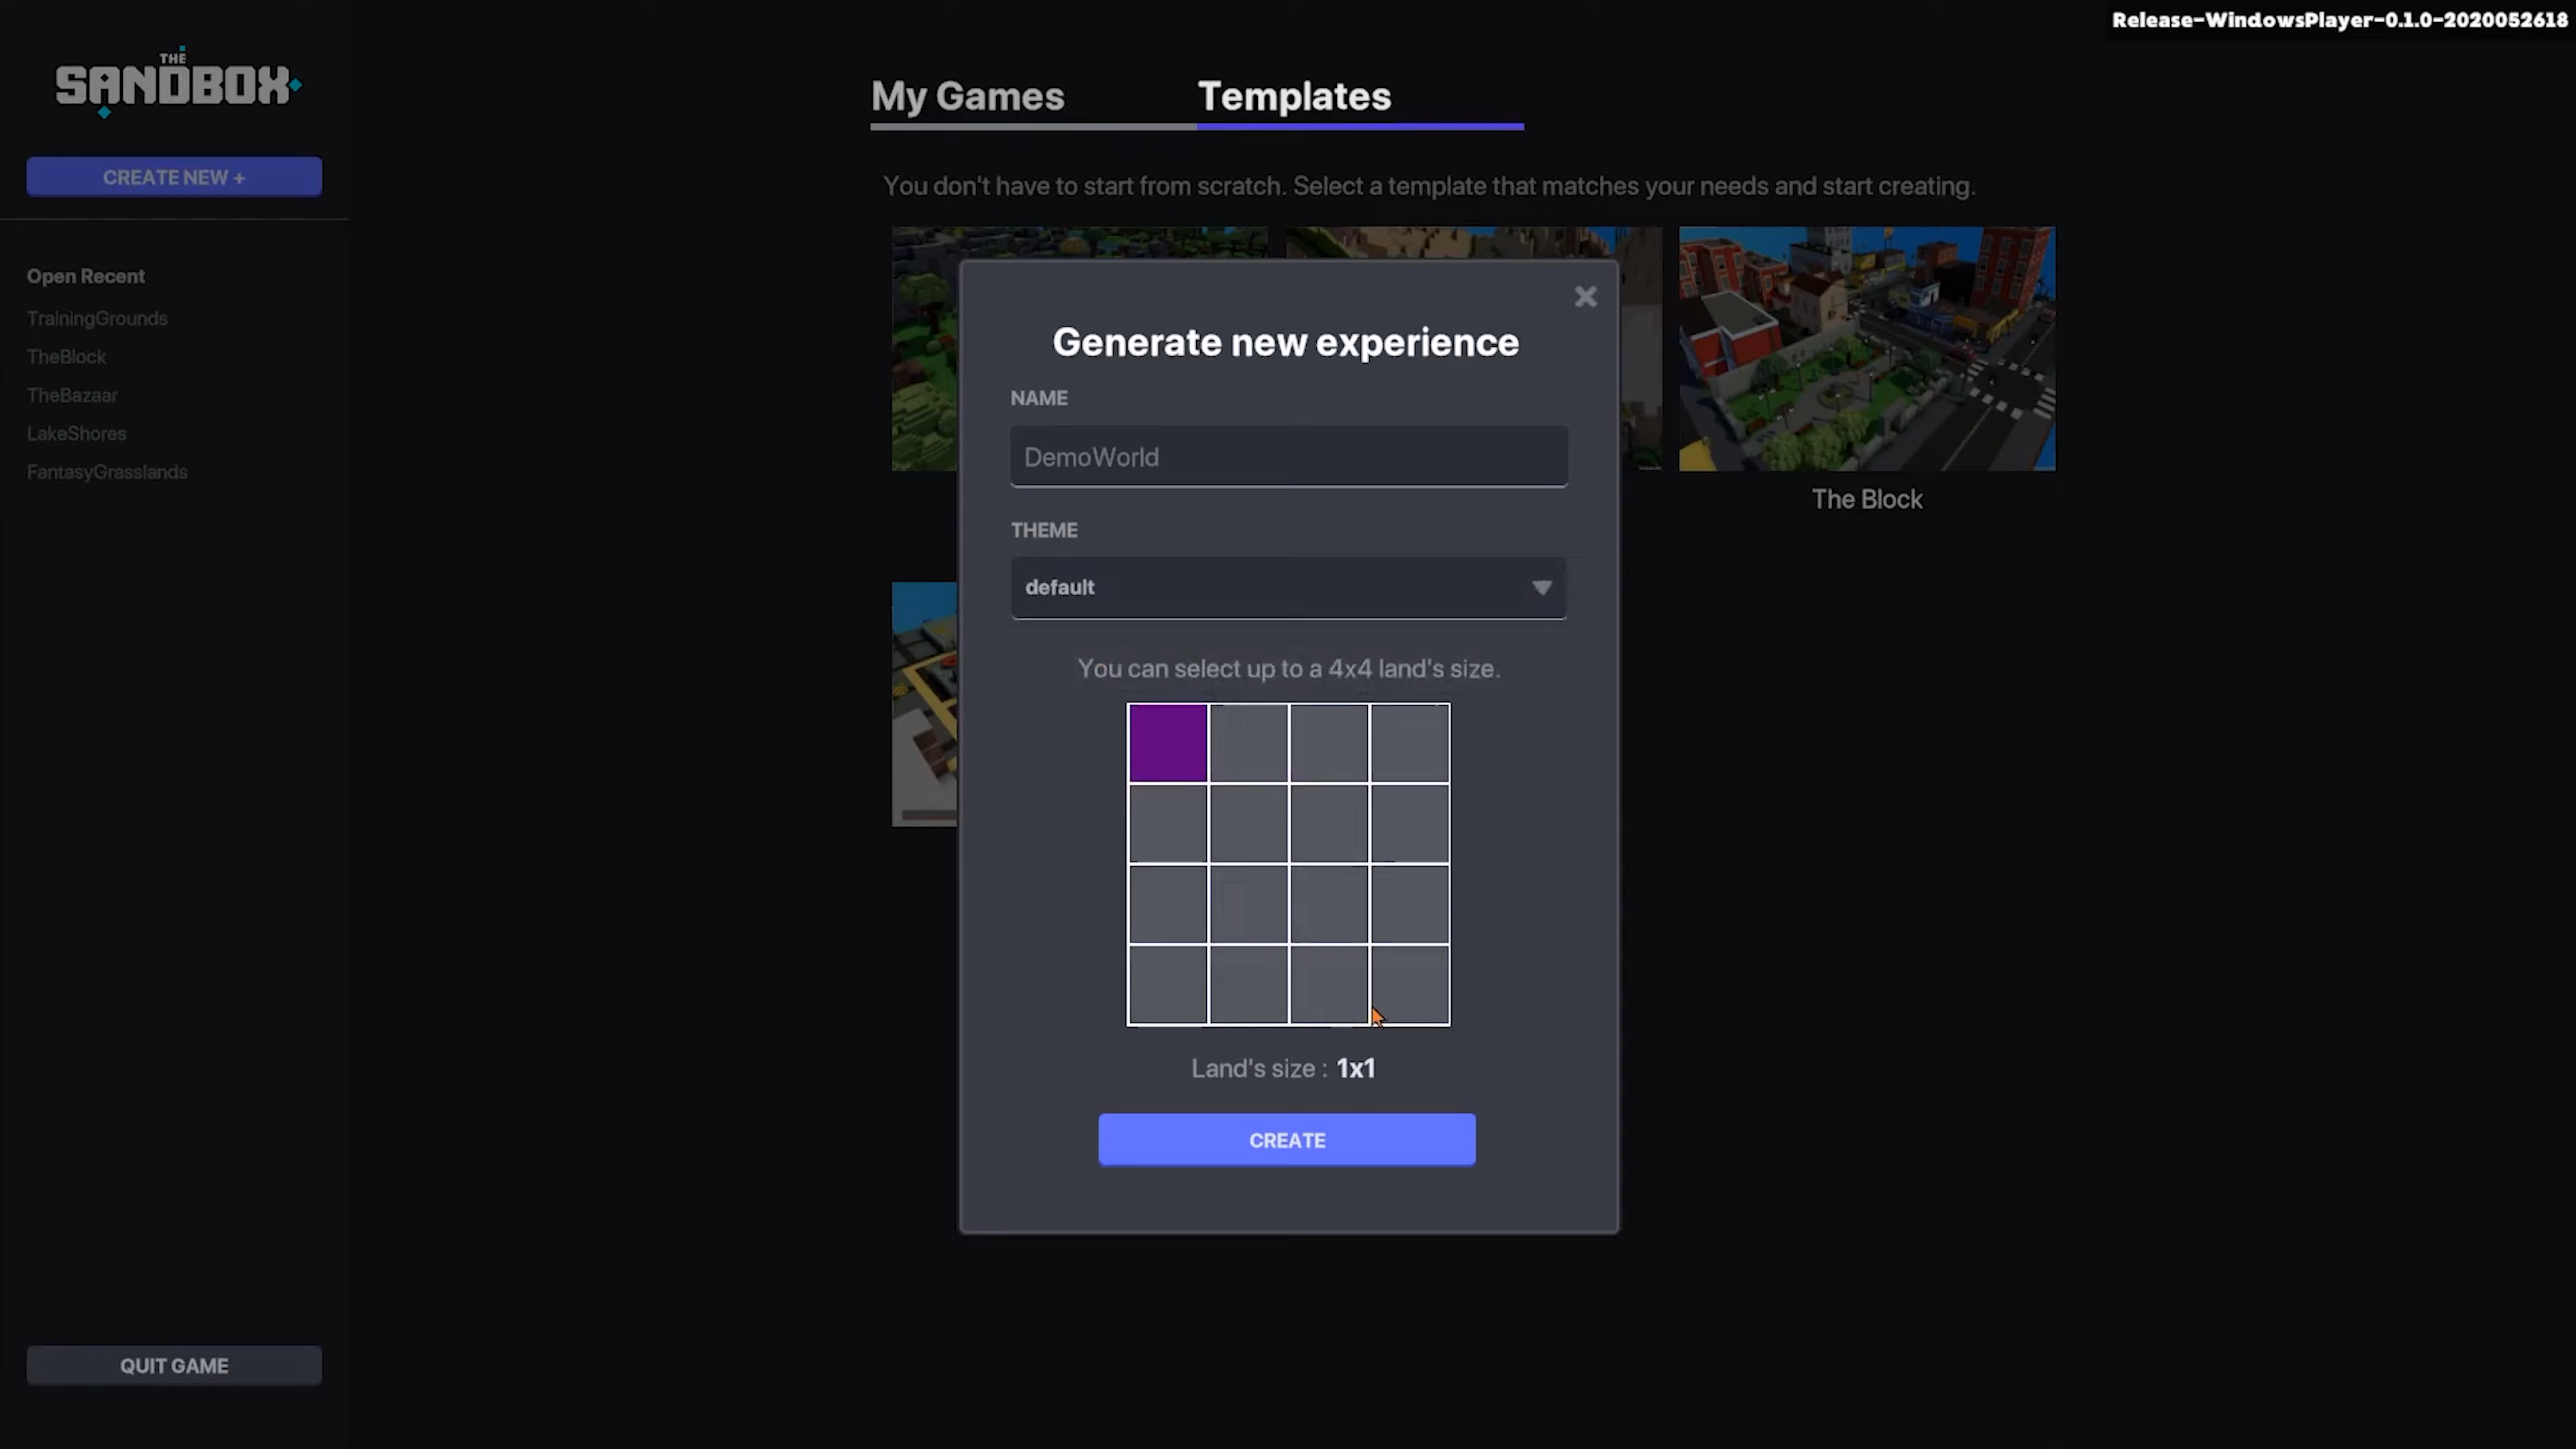 Release-WindowsPlayer-0.1.0-2020052618
THE
SANDBOX
CREATE NEW +
Open Recent
TrainingGrounds
TheBlock
TheBazaar
LakeShores
FantasyGrasslands
QUIT GAME
My Games
Templates
You don't have to start from scratch. Select a template that matches your needs and start creating.
The Block
Generate new experience
NAME
DemoWorld
THEME
default
You can select up to a 4x4 land's size.
Land's size : 1x1
CREATE